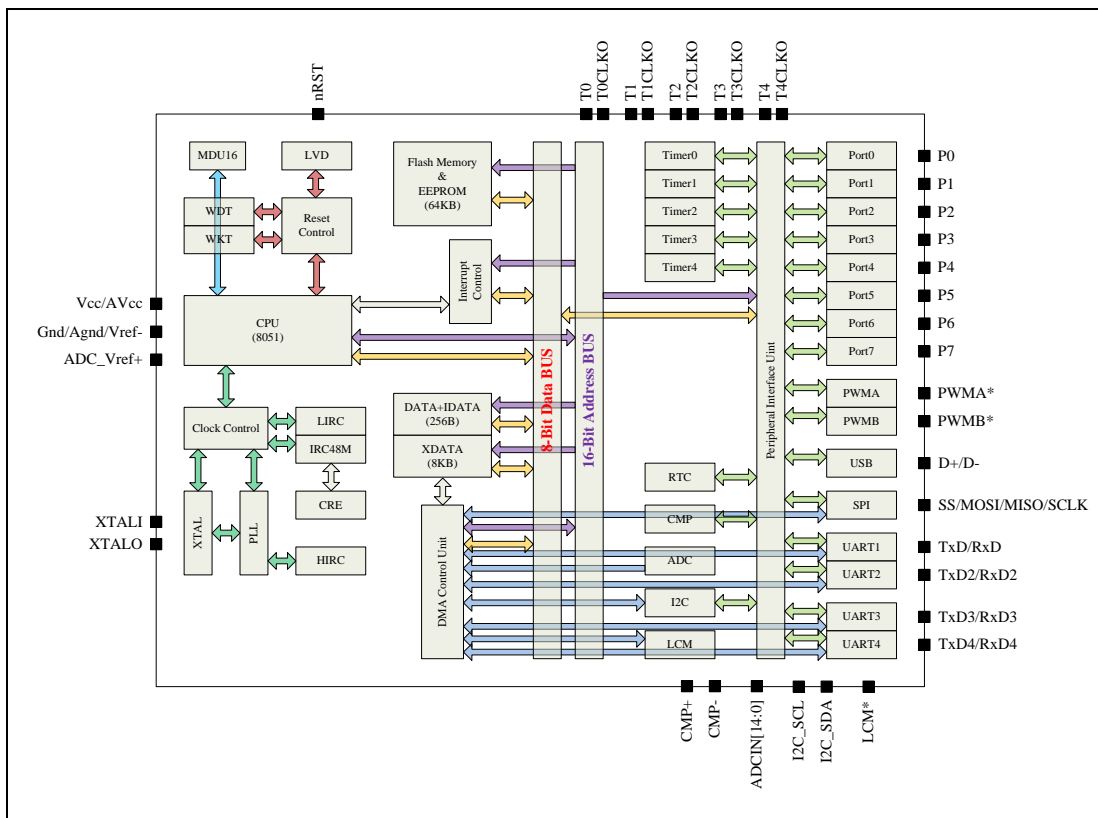 nRST
T0
T0CLKO
T1
T1CLKO
T2
T2CLKO
T3
T3CLKO
T4
T4CLKO
MDU16
LVD
WDT
WKT
Reset
Control
Flash Memory
&
EEPROM
(64KB)
Interrupt
Control
CPU
(8051)
Vcc/AVcc
Gnd/Agnd/Vref-
ADC_Vref+
Clock Control
LIRC
IRC48M
CRE
XTAL
PLL
HIRC
XTALI
XTALO
DATA+IDATA
(256B)
XDATA
(8KB)
DMA Control Unit
8-Bit Data BUS
16-Bit Address BUS
Timer0
Timer1
Timer2
Timer3
Timer4
RTC
CMP
ADC
I2C
LCM
Peripheral Interface Uint
Port0
Port1
Port2
Port3
Port4
Port5
Port6
Port7
PWMA
PWMB
USB
SPI
UART1
UART2
UART3
UART4
P0
P1
P2
P3
P4
P5
P6
P7
PWMA*
PWMB*
D+/D-
SS/MOSI/MISO/SCLK
TxD/RxD
TxD2/RxD2
TxD3/RxD3
TxD4/RxD4
CMP+
CMP-
ADCIN[14:0]
I2C_SCL
I2C_SDA
LCM*